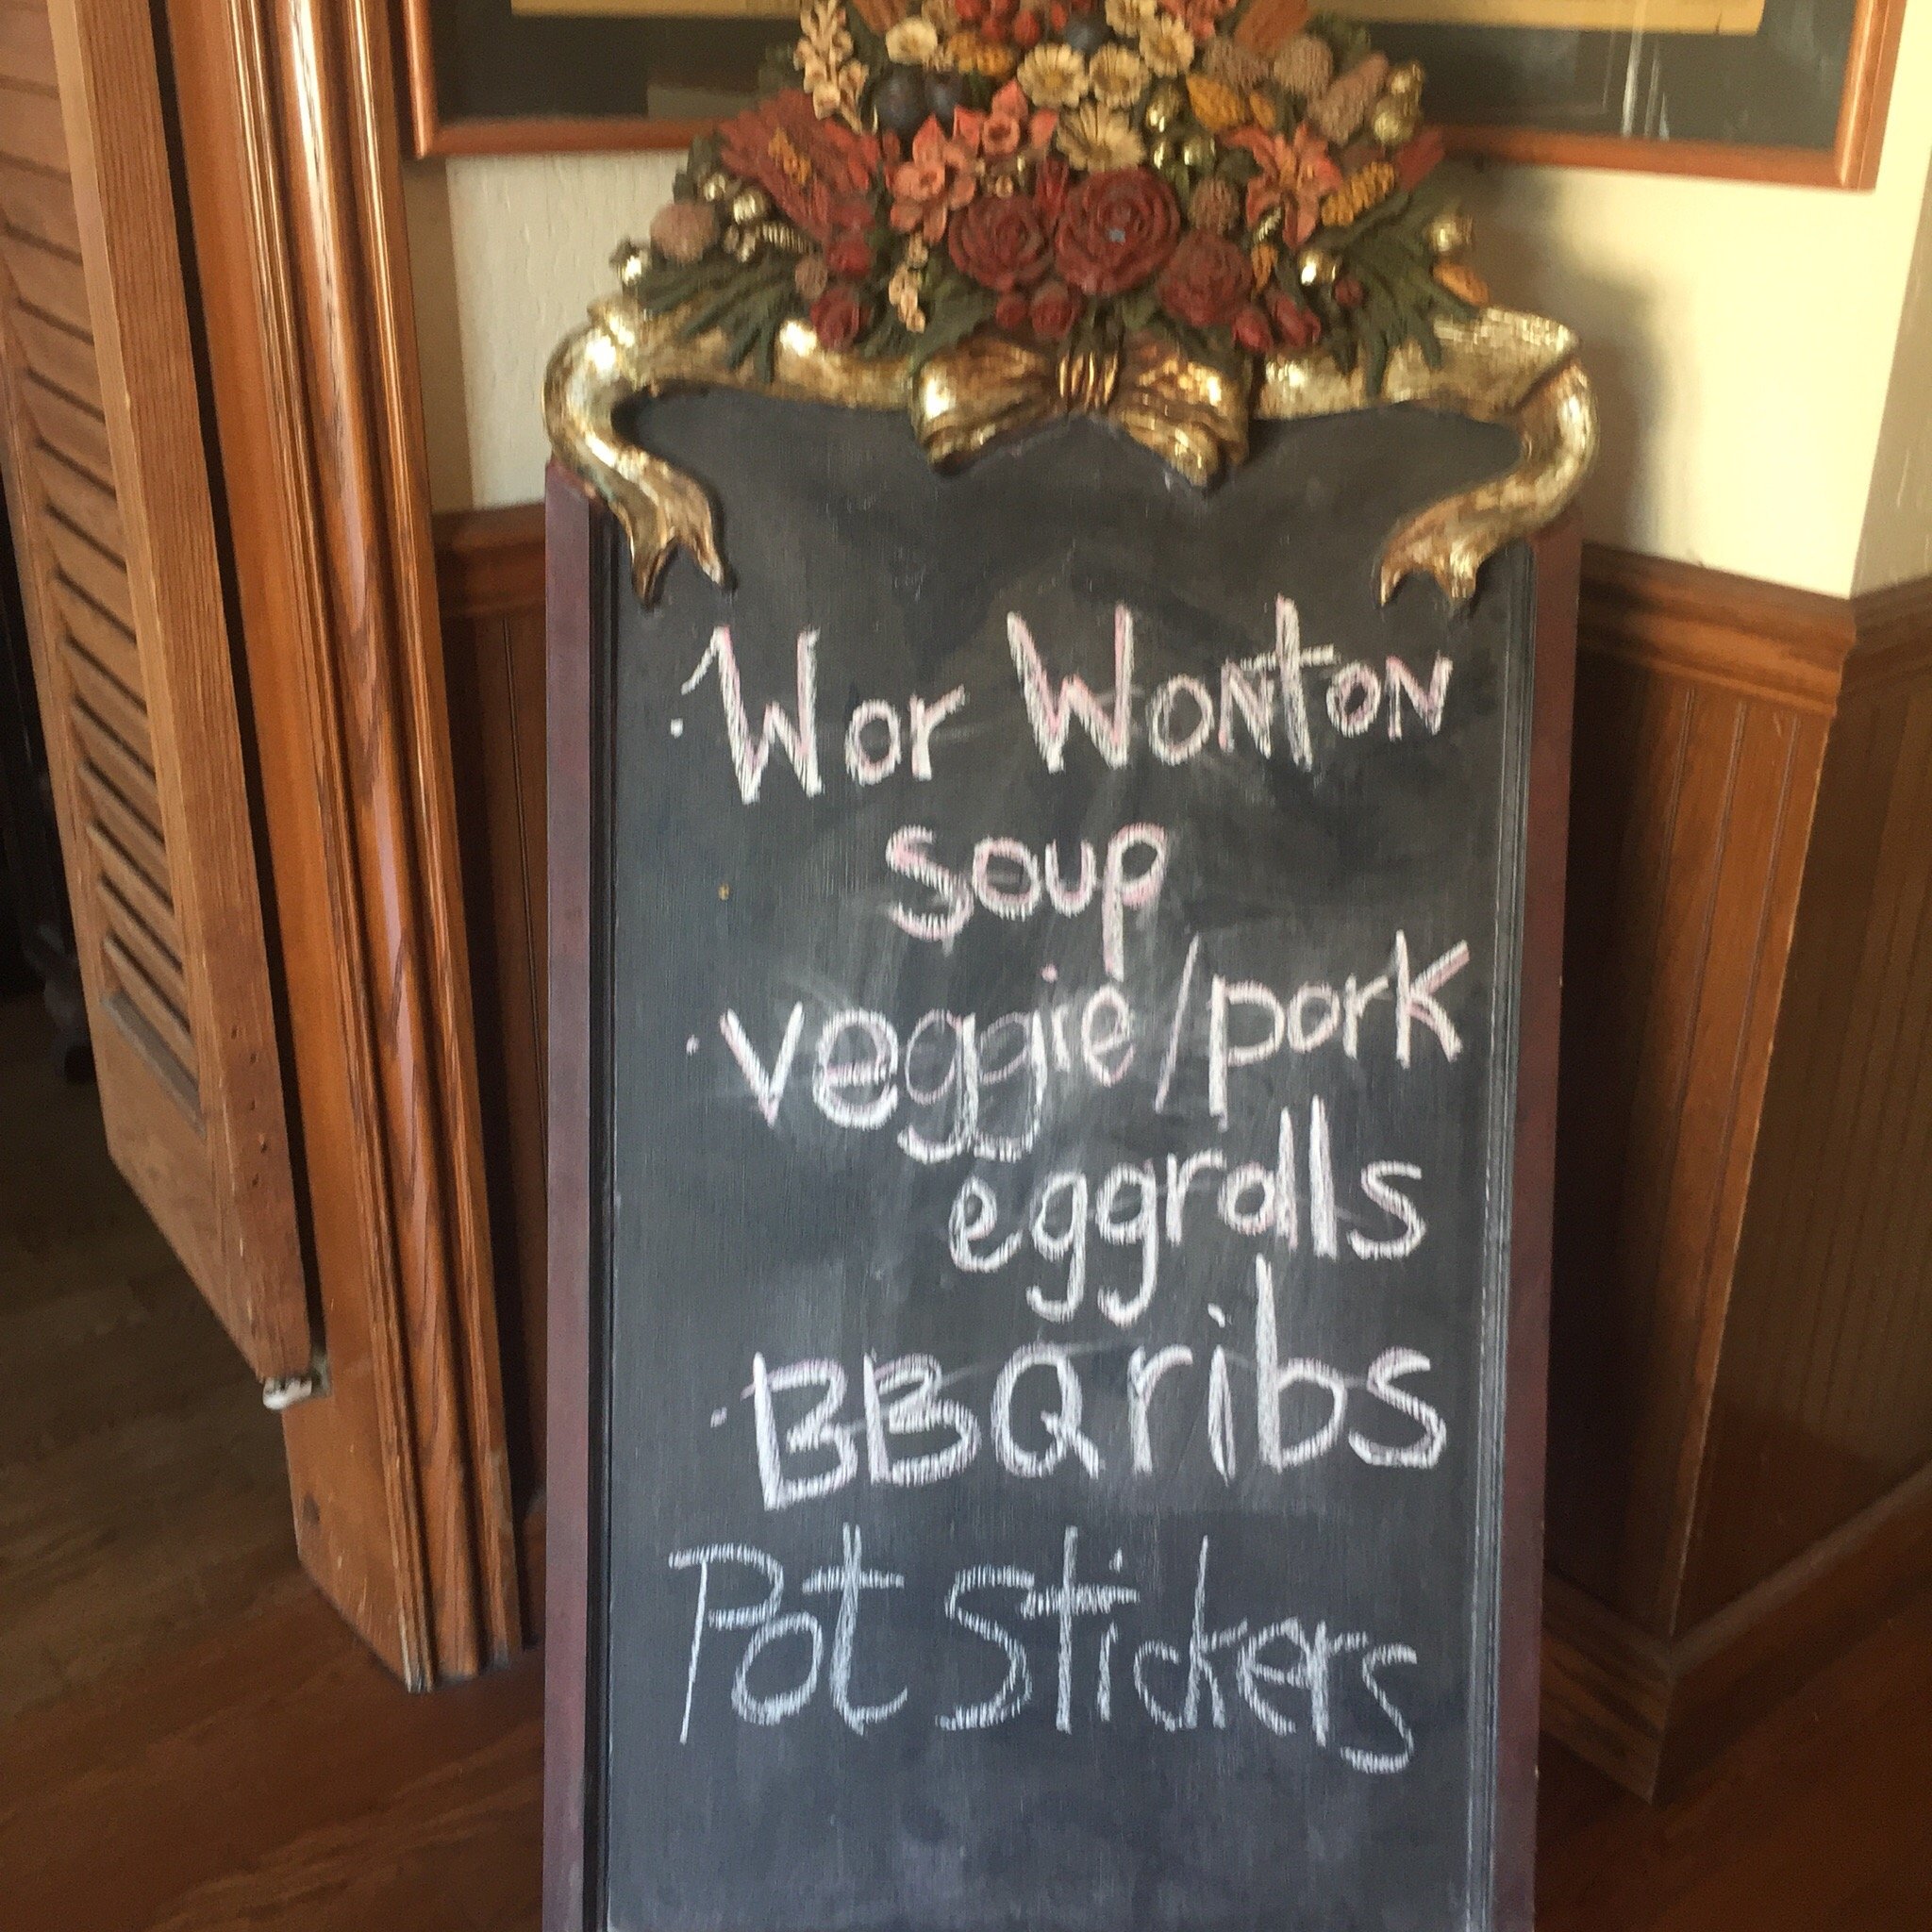 · Wor Wonton
soup
· veggie/pork
eggrolls
· BBQ ribs
Pot Stickers